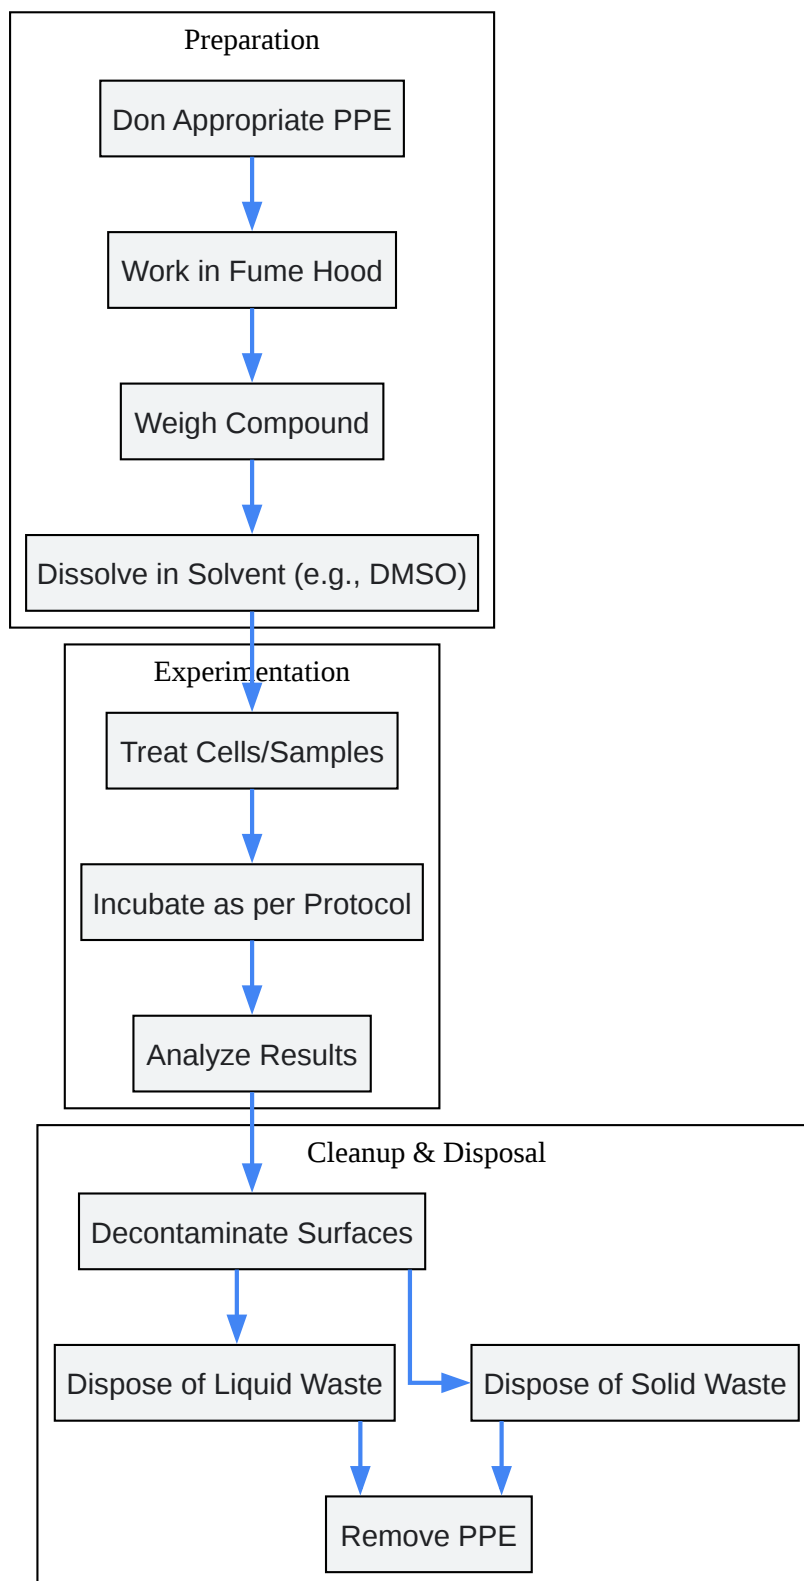 Preparation
Don Appropriate PPE
Work in Fume Hood
Weigh Compound
Dissolve in Solvent (e.g., DMSO)
Experimentation
Treat Cells/Samples
Incubate as per Protocol
Analyze Results
Cleanup & Disposal
Decontaminate Surfaces
Dispose of Liquid Waste
Dispose of Solid Waste
Remove PPE